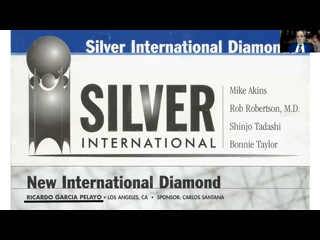 Silver International Diamon
SILVER
INTERNATIONAL
Mike Akins
Rob Robertson, M.D.
Shinjo Tadashi
Bonnie Taylor
New International Diamond
RICARDO GARCIA PELAYO • LOS ANGELES, CA • SPONSOR: CARLOS SANTANA